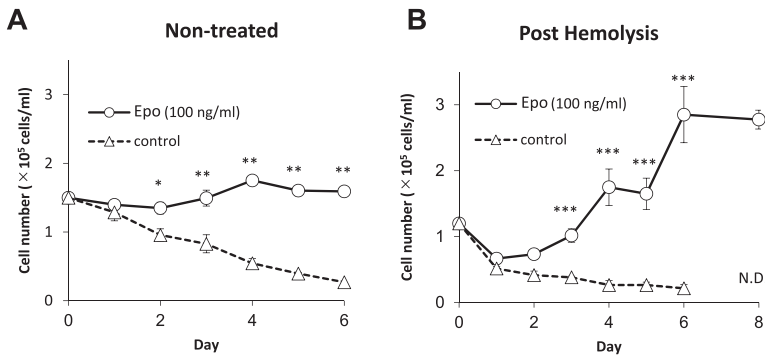 A
Non-treated
Cell number (×10⁵ cells/ml)
3
2
1
0
Epo (100 ng/ml)
control
*
**
**
**
**
0
2
4
6
Day
B
Post Hemolysis
Cell number (×10⁵ cells/ml)
3
2
1
0
Epo (100 ng/ml)
control
***
***
***
***
N.D
0
2
4
6
8
Day